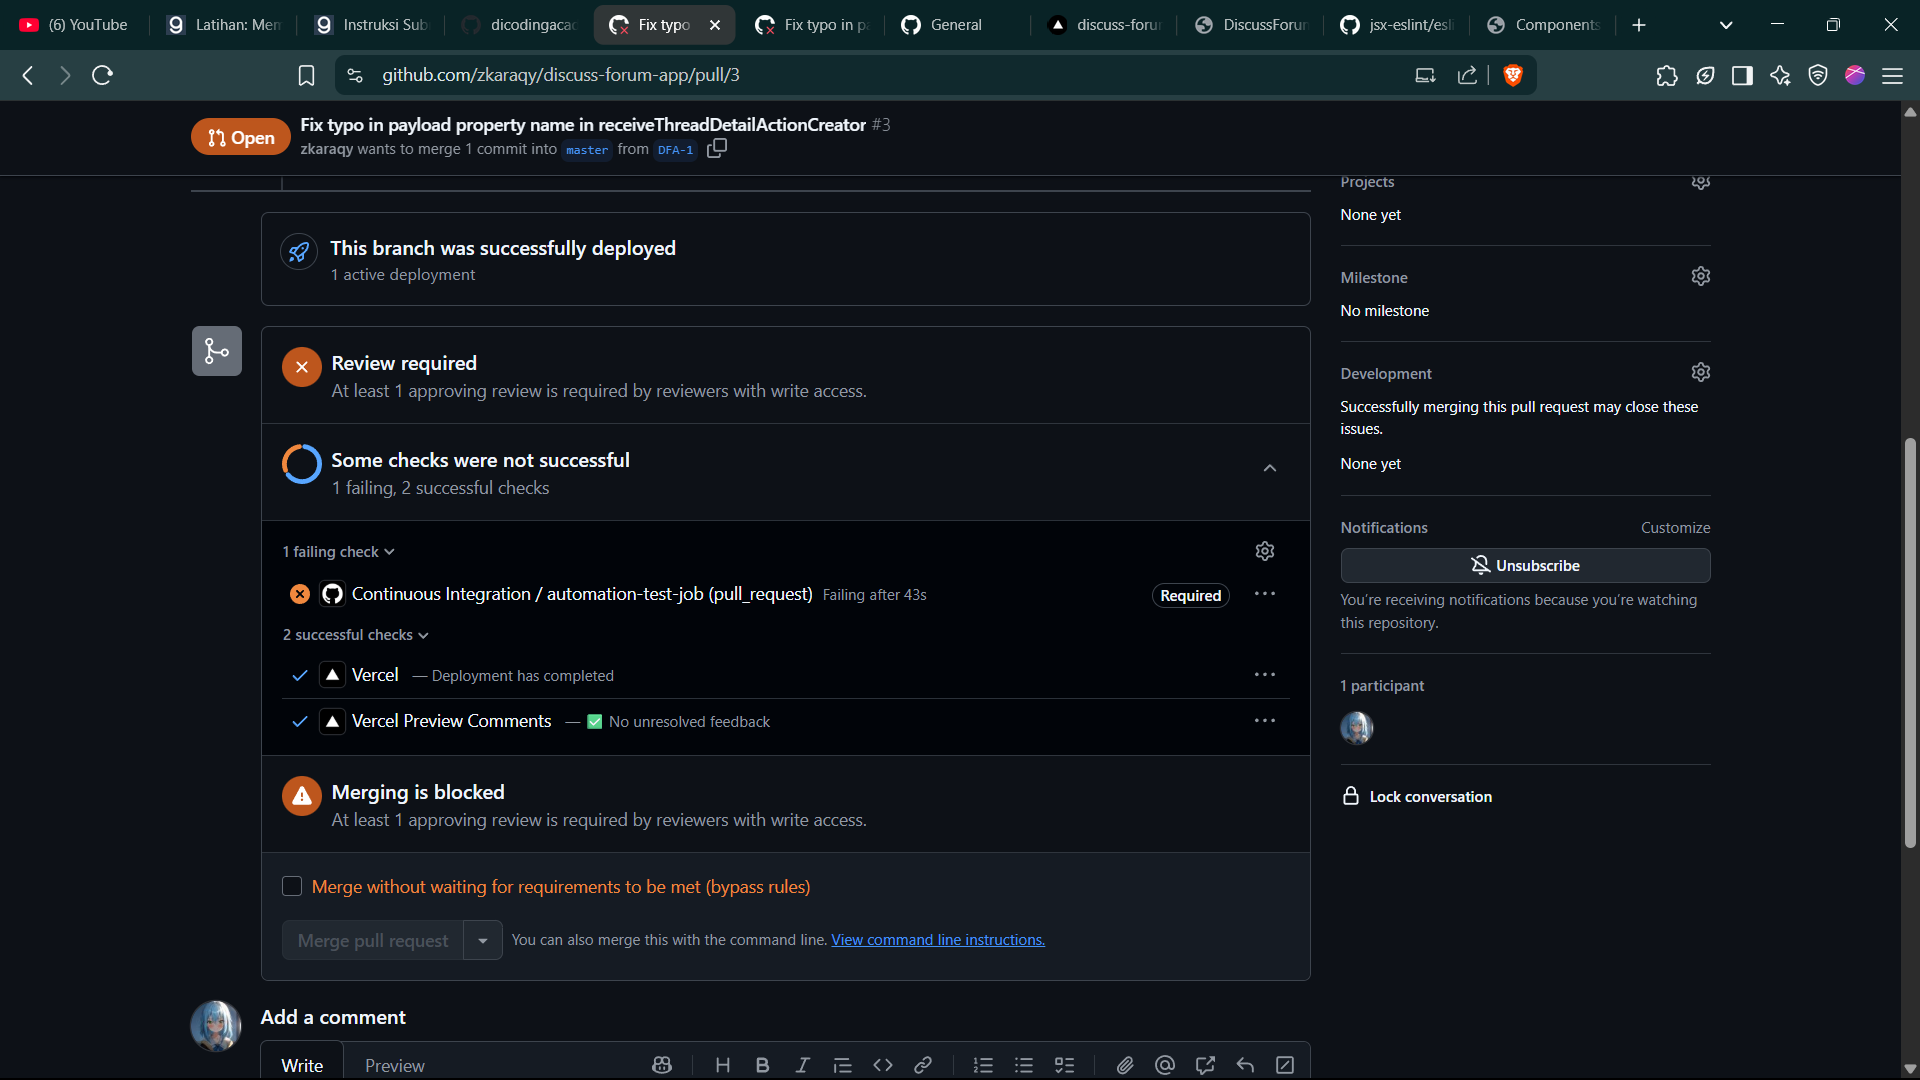 (6) YouTube
Latihan: Men
Instruksi Sub
dicodingacac
Fix typo
Fix typo in pa
General
discuss-forum
DiscussForum
jsx-eslint/esl
Components
github.com/zkaraqy/discuss-forum-app/pull/3
Open
Fix typo in payload property name in receiveThreadDetailActionCreator #3
zkaraqy wants to merge 1 commit into master from DFA-1
This branch was successfully deployed
1 active deployment
Review required
At least 1 approving review is required by reviewers with write access.
Some checks were not successful
1 failing, 2 successful checks
1 failing check
Continuous Integration / automation-test-job (pull_request) Failing after 43s
Required
2 successful checks
Vercel — Deployment has completed
Vercel Preview Comments — ✅ No unresolved feedback
Merging is blocked
At least 1 approving review is required by reviewers with write access.
Merge without waiting for requirements to be met (bypass rules)
Merge pull request
You can also merge this with the command line. View command line instructions.
Add a comment
Write
Preview
Projects
None yet
Milestone
No milestone
Development
Successfully merging this pull request may close these
issues.
None yet
Notifications
Customize
Unsubscribe
You're receiving notifications because you're watching
this repository.
1 participant
Lock conversation